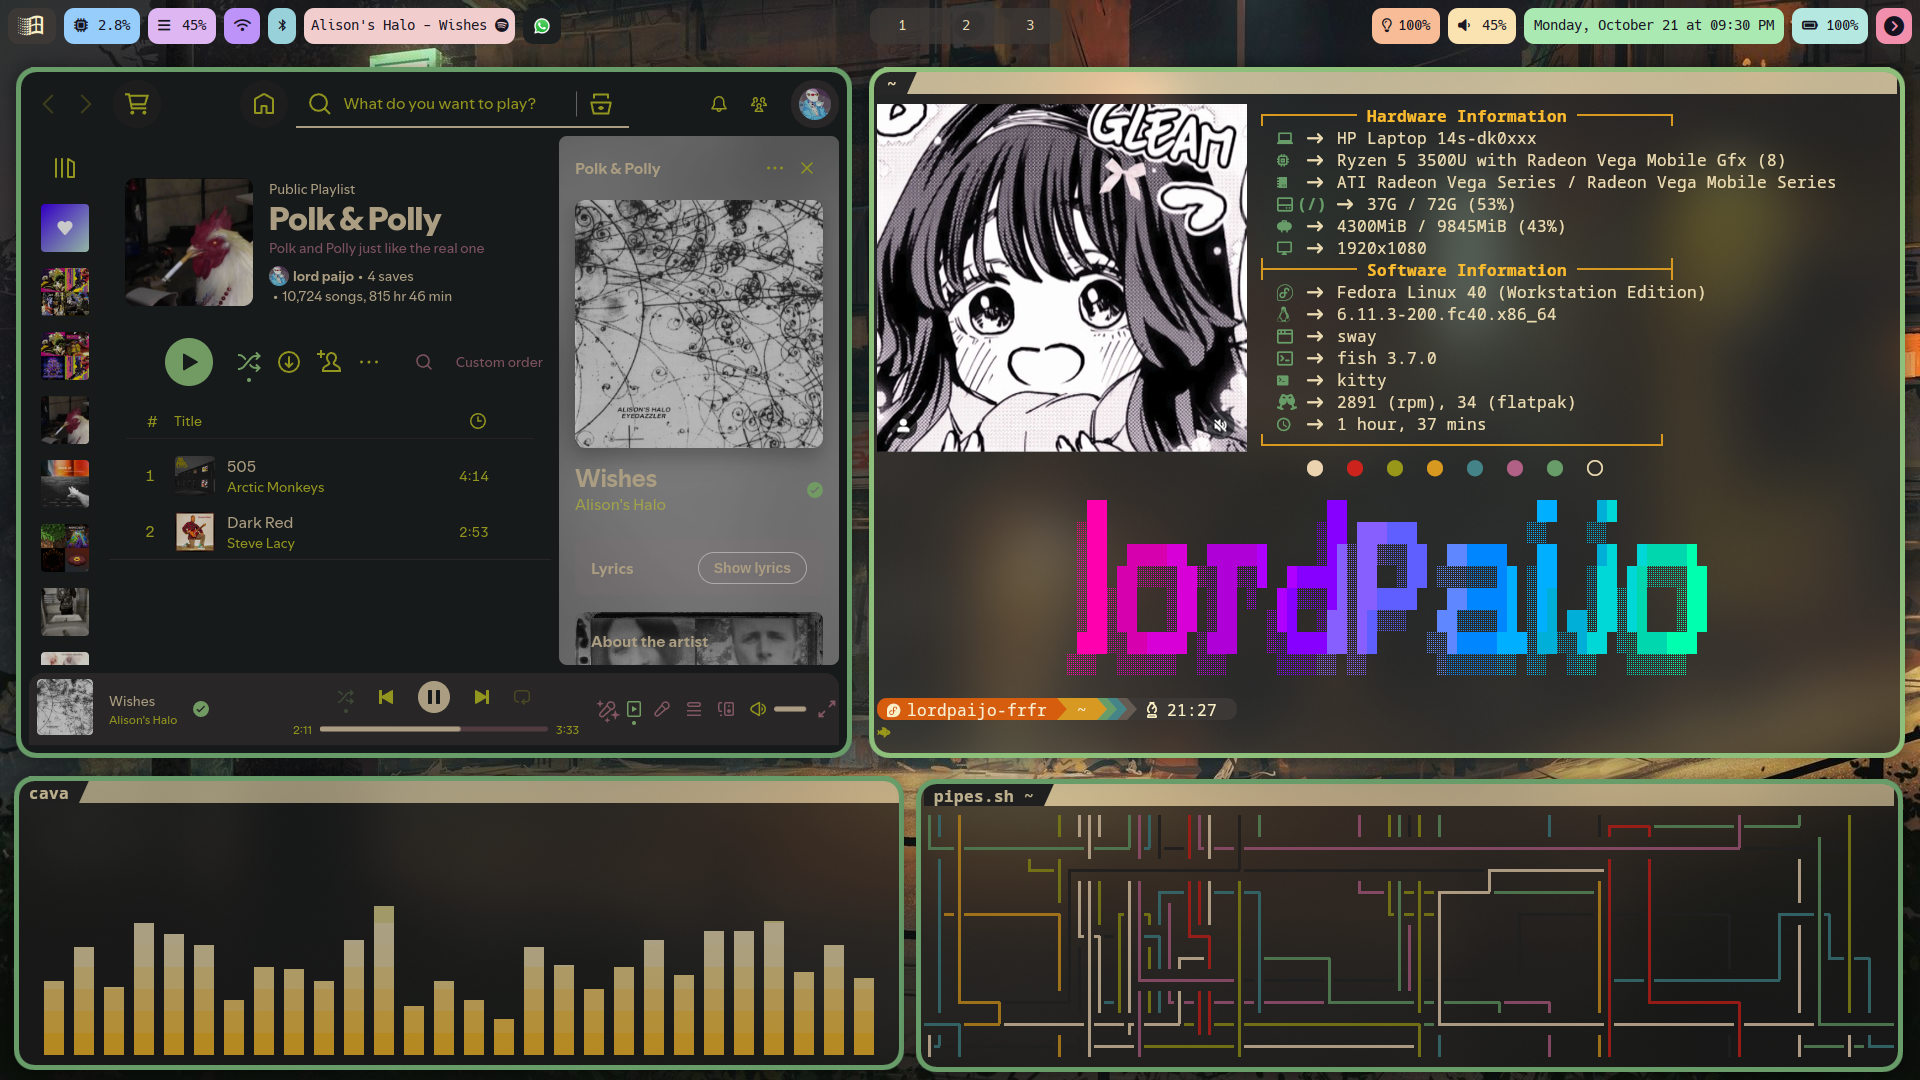 2.8%
45%
Alison's Halo - Wishes
1
2
3
100%
45%
Monday, October 21 at 09:30 PM
100%
What do you want to play?
Public Playlist
Polk & Polly
Polk and Polly just like the real one
lord paijo • 4 saves
• 10,724 songs, 815 hr 46 min
Custom order
# Title
1
505
Arctic Monkeys
4:14
2
Dark Red
Steve Lacy
2:53
Polk & Polly
ALISON'S HALO
EYEDAZZLER
Wishes
Alison's Halo
Lyrics
Show lyrics
About the artist
Wishes
Alison's Halo
2:11
3:33
~
GLEAM
Hardware Information
HP Laptop 14s-dk0xxx
Ryzen 5 3500U with Radeon Vega Mobile Gfx (8)
ATI Radeon Vega Series / Radeon Vega Mobile Series
(/) 37G / 72G (53%)
4300MiB / 9845MiB (43%)
1920x1080
Software Information
Fedora Linux 40 (Workstation Edition)
6.11.3-200.fc40.x86_64
sway
fish 3.7.0
kitty
2891 (rpm), 34 (flatpak)
1 hour, 37 mins
lordpaijo
lordpaijo-frfr ~ 21:27
cava
pipes.sh ~